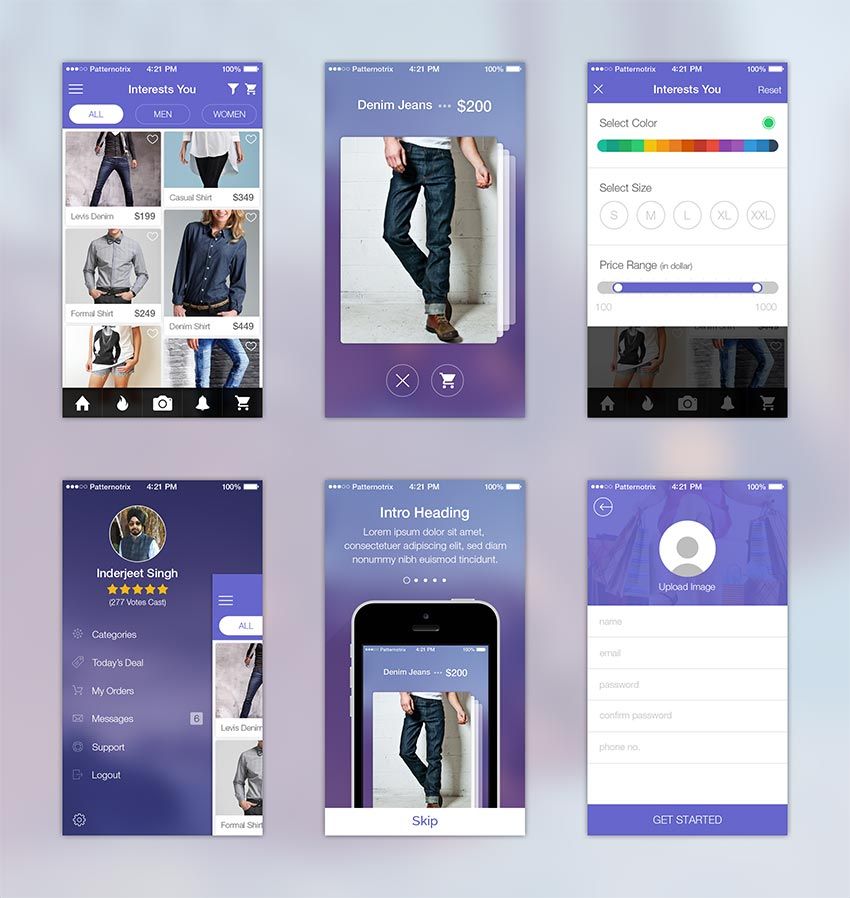 Patternotrix 4:21 PM 100%
Interests You
ALL MEN WOMEN
Casual Shirt $349
Levis Denim $199
Formal Shirt $249
Denim Shirt $449
Patternotrix 4:21 PM 100%
Denim Jeans ••• $200
Patternotrix 4:21 PM 100%
Interests You Reset
Select Color
Select Size
S M L XL XXL
Price Range (in dollar)
100 1000
Patternotrix 4:21 PM 100%
Inderjeet Singh
(277 Votes Cast)
Categories
Today's Deal
My Orders
Messages 6
Support
Logout
ALL
Levis Denim
Formal Shirt
Patternotrix 4:21 PM 100%
Intro Heading
Lorem ipsum dolor sit amet,
consectetuer adipiscing elit, sed diam
nonummy nibh euismod tincidunt.
Patternotrix 4:21 PM 100%
Denim Jeans ••• $200
Skip
Patternotrix 4:21 PM 100%
Upload Image
name
email
password
confirm password
phone no.
GET STARTED